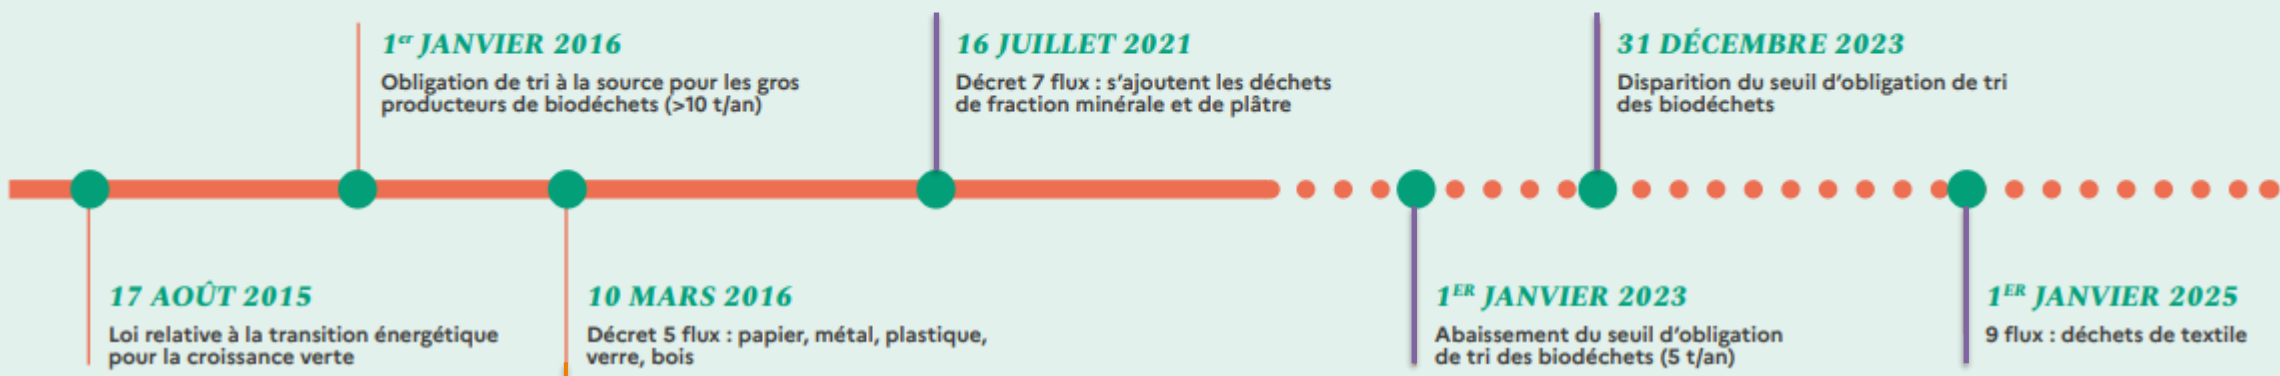 1er JANVIER 2016
Obligation de tri à la source pour les gros
producteurs de biodéchets (>10 t/an)
16 JUILLET 2021
Décret 7 flux : s'ajoutent les déchets
de fraction minérale et de plâtre
31 DÉCEMBRE 2023
Disparition du seuil d'obligation de tri
des biodéchets
17 AOÛT 2015
Loi relative à la transition énergétique
pour la croissance verte
10 MARS 2016
Décret 5 flux : papier, métal, plastique,
verre, bois
1ER JANVIER 2023
Abaissement du seuil d'obligation
de tri des biodéchets (5 t/an)
1ER JANVIER 2025
9 flux : déchets de textile